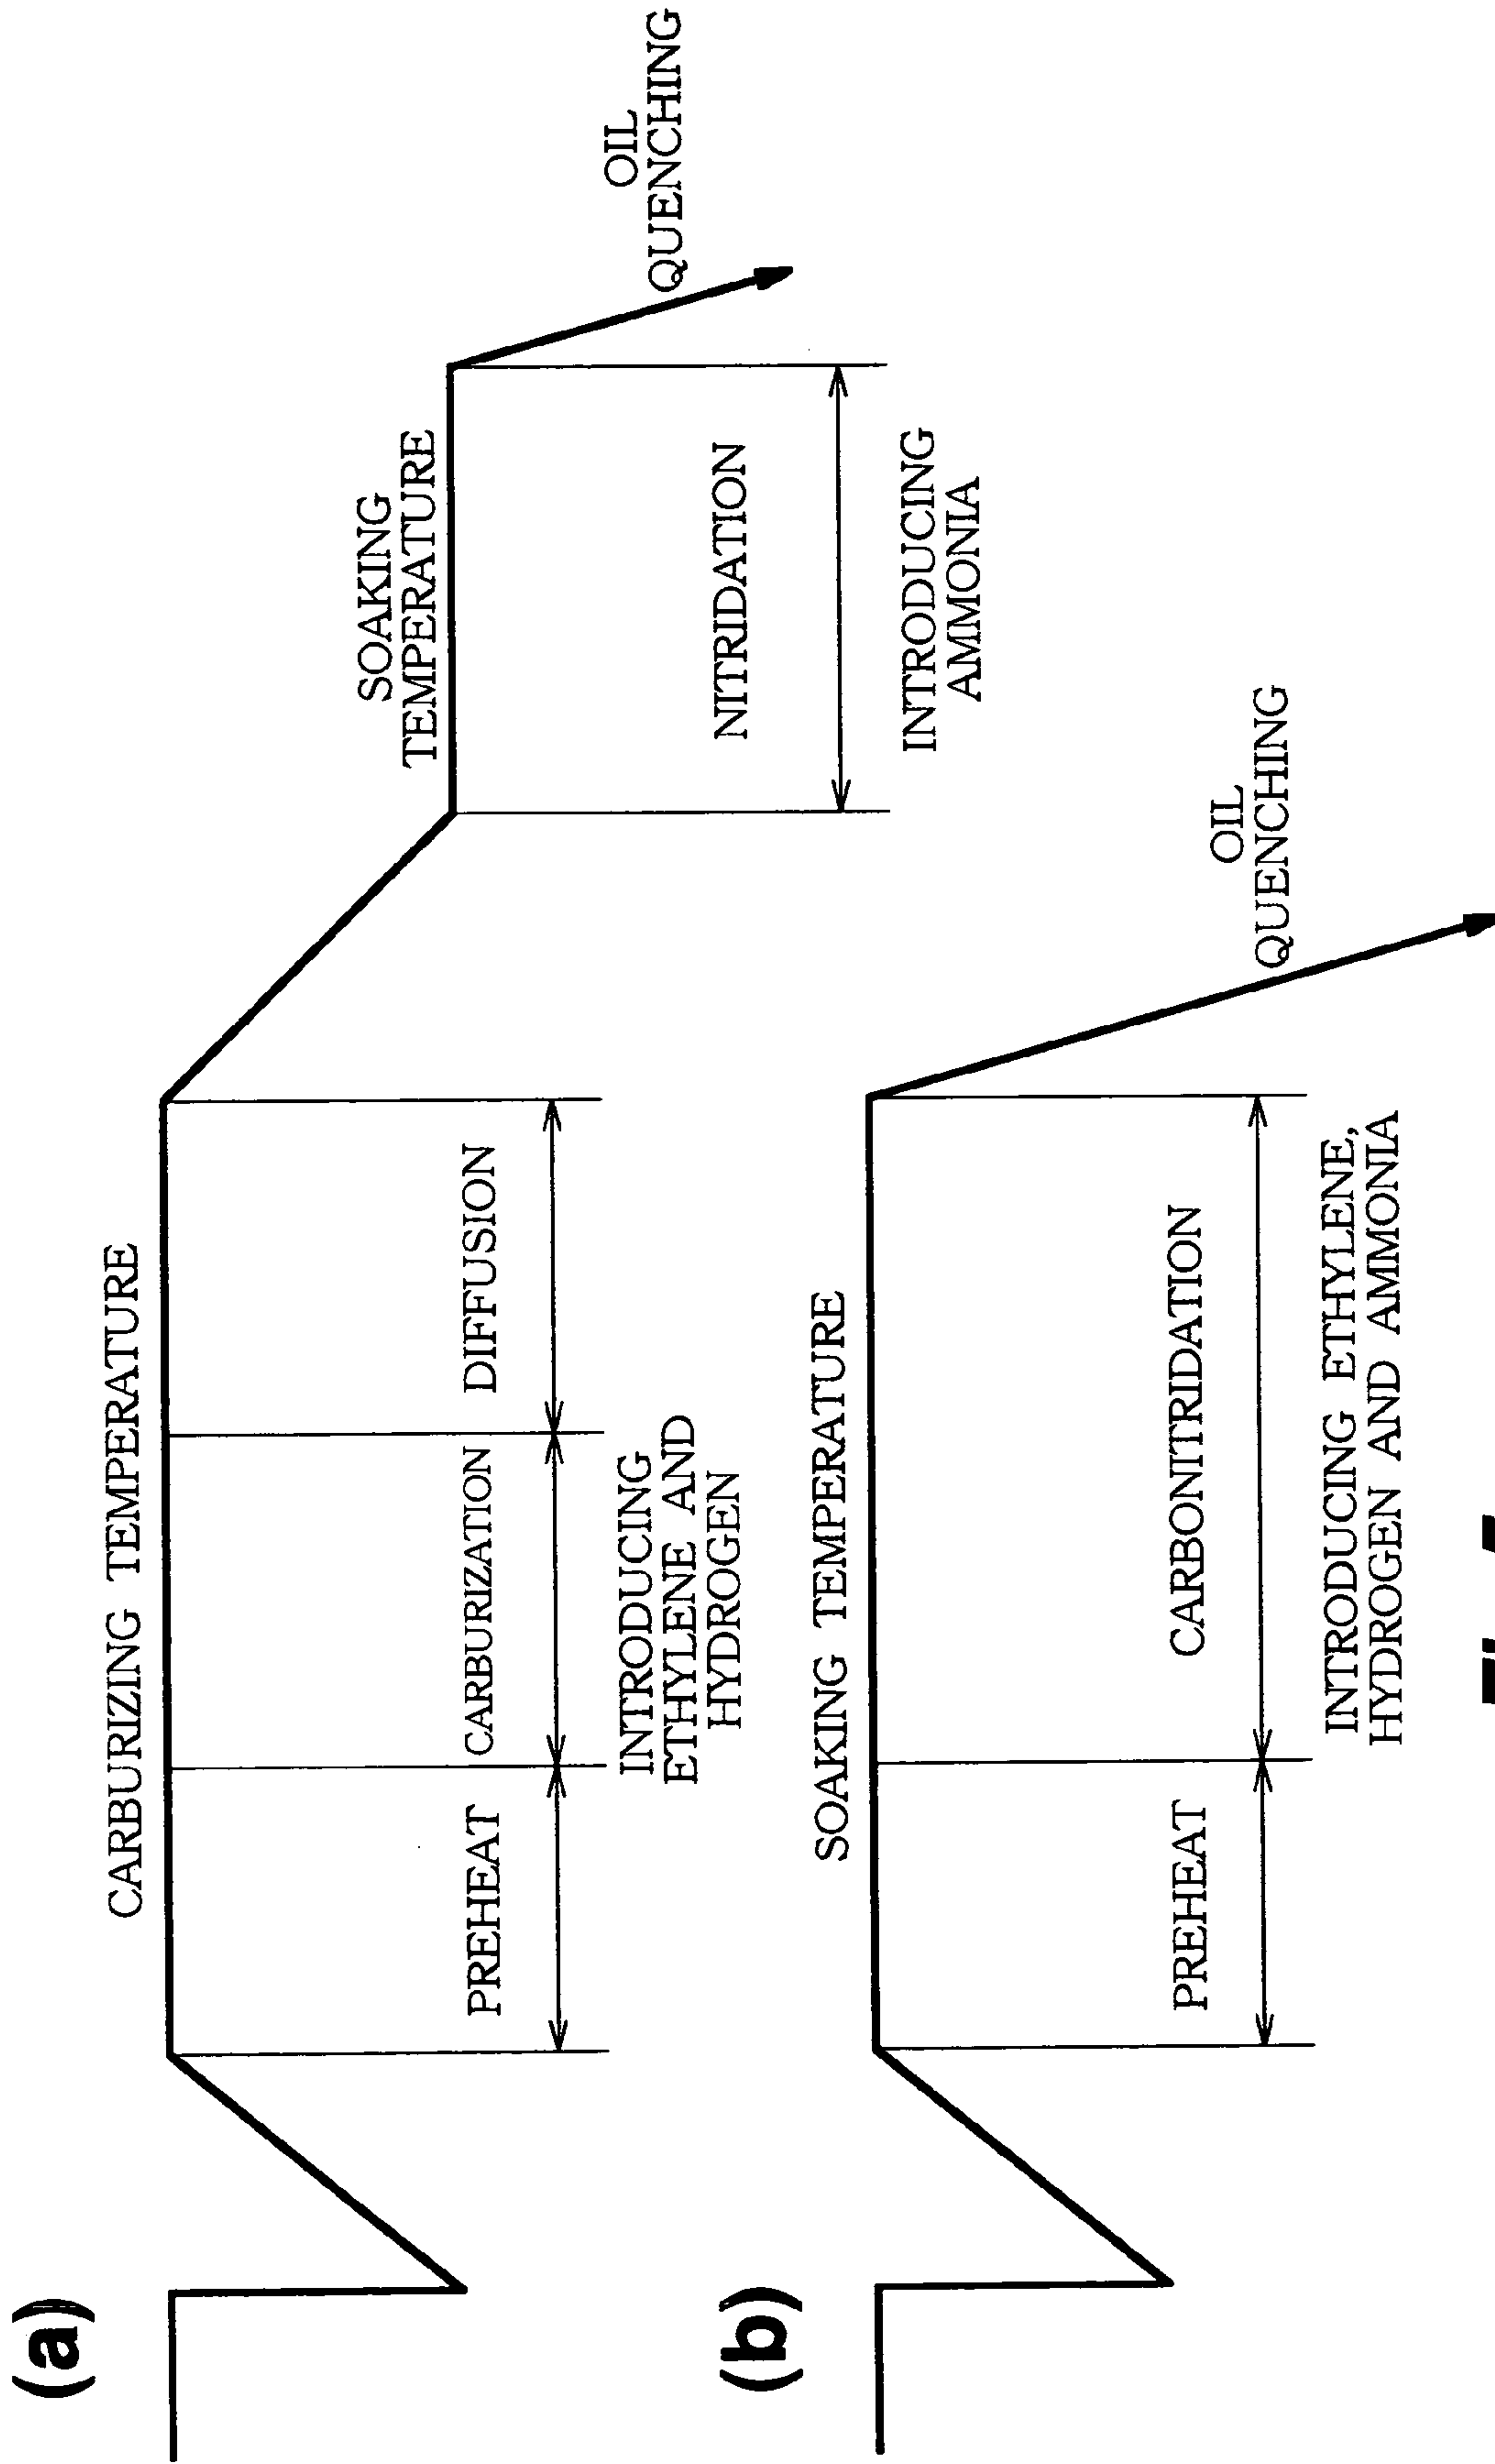 (a)
CARBURIZING TEMPERATURE
PREHEAT
CARBURIZATION
DIFFUSION
INTRODUCING
ETHYLENE AND
HYDROGEN
SOAKING
TEMPERATURE
NITRIDATION
INTRODUCING
AMMONIA
OIL
QUENCHING
(b)
SOAKING TEMPERATURE
PREHEAT
CARBONITRIDATION
INTRODUCING ETHYLENE,
HYDROGEN AND AMMONIA
OIL
QUENCHING